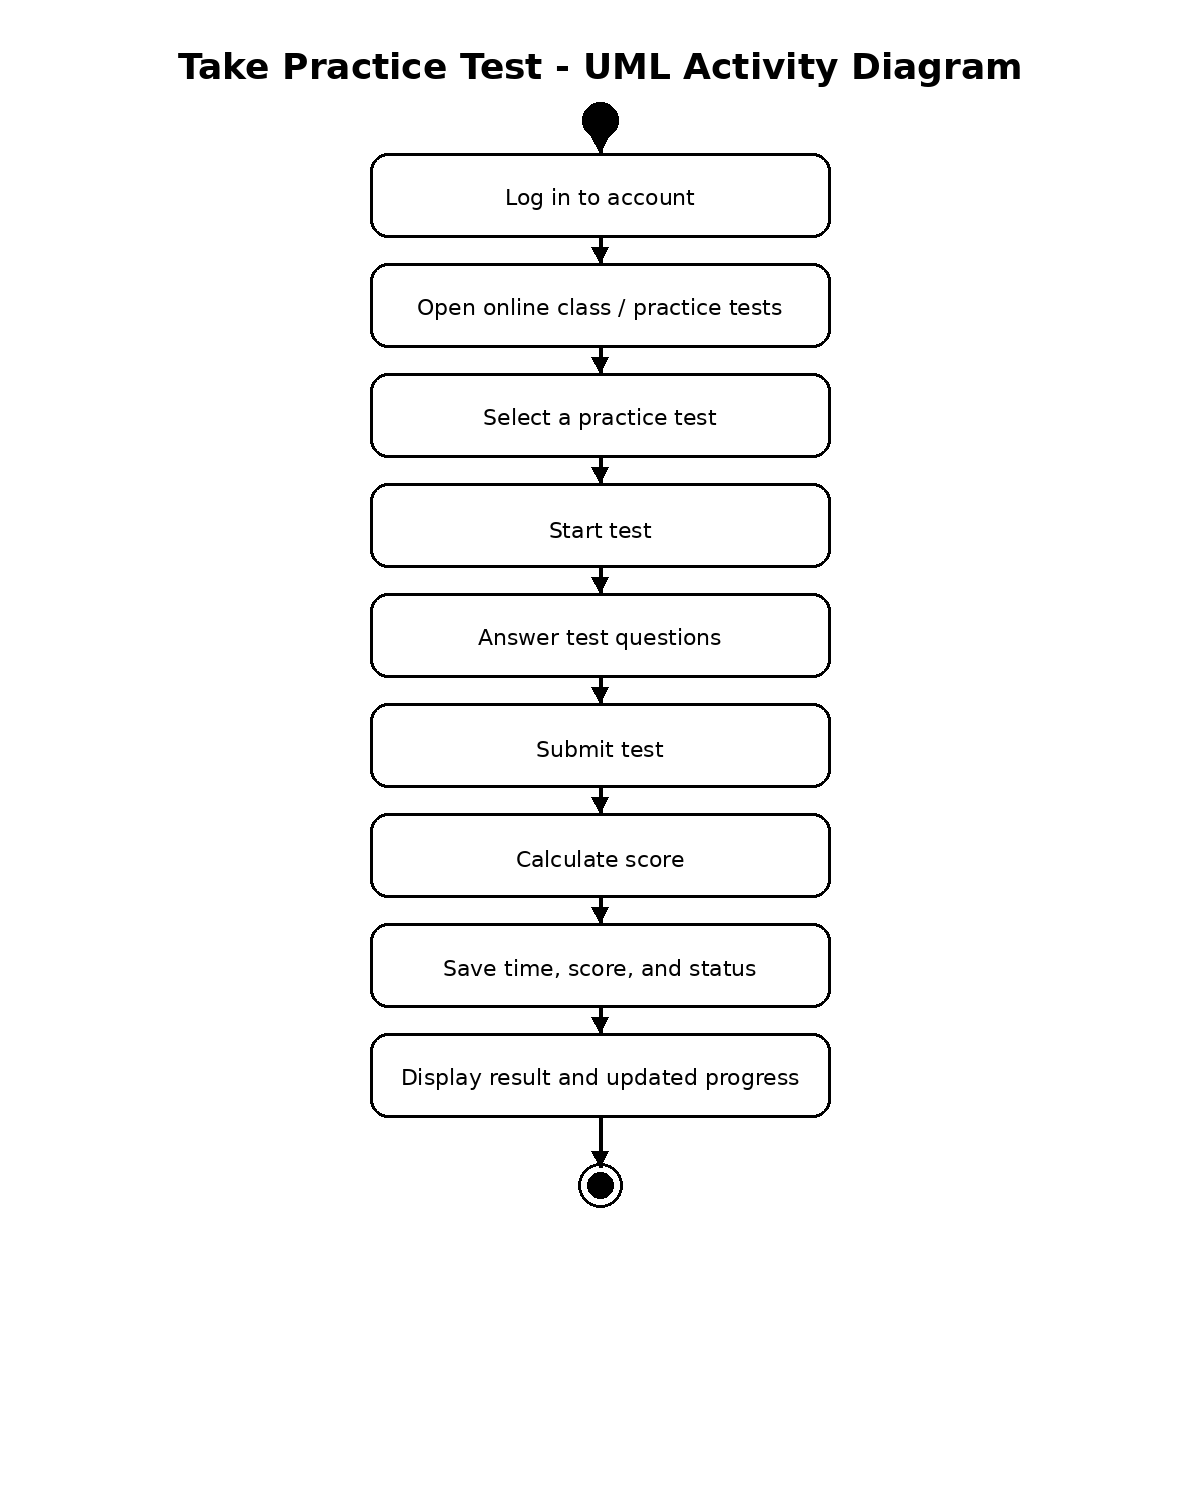 Take Practice Test - UML Activity Diagram
Log in to account
Open online class / practice tests
Select a practice test
Start test
Answer test questions
Submit test
Calculate score
Save time, score, and status
Display result and updated progress